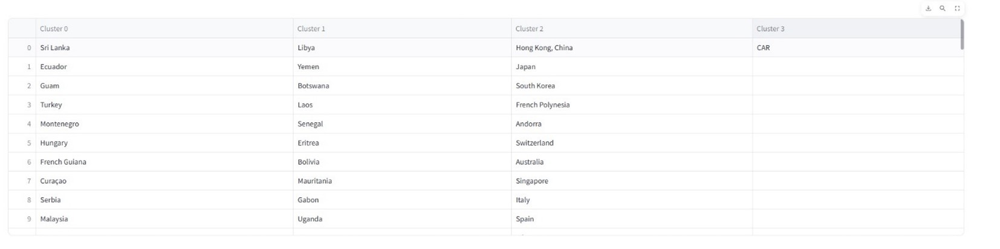 Cluster 0 Cluster 1 Cluster 2 Cluster 3
0 Sri Lanka Libya Hong Kong, China CAR
1 Ecuador Yemen Japan
2 Guam Botswana South Korea
3 Turkey Laos French Polynesia
4 Montenegro Senegal Andorra
5 Hungary Eritrea Switzerland
6 French Guiana Bolivia Australia
7 Curaçao Mauritania Singapore
8 Serbia Gabon Italy
9 Malaysia Uganda Spain